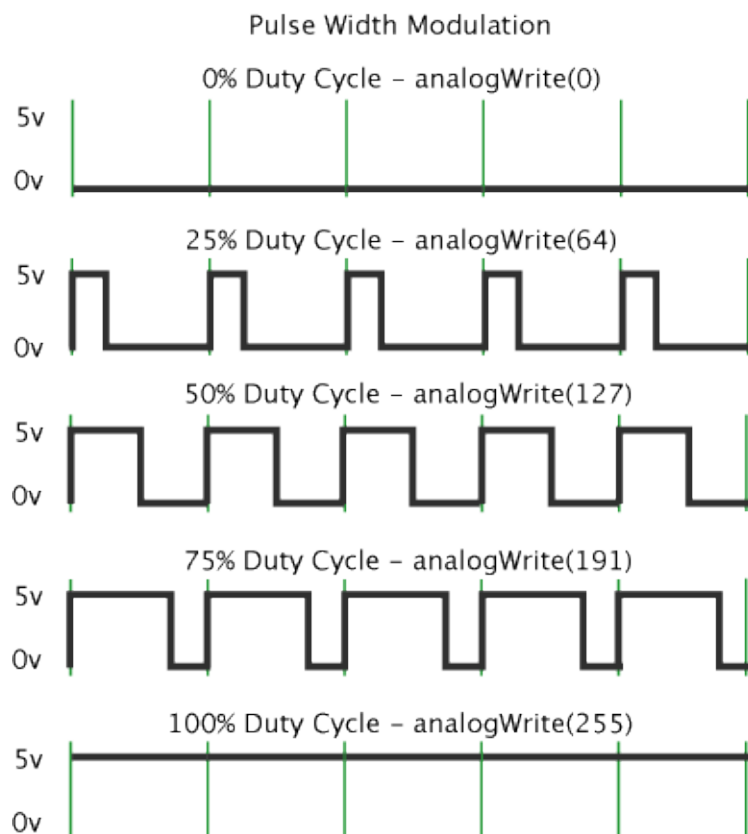 Pulse Width Modulation
0% Duty Cycle – analogWrite(0)
5v
0v
25% Duty Cycle – analogWrite(64)
5v
0v
50% Duty Cycle – analogWrite(127)
5v
0v
75% Duty Cycle – analogWrite(191)
5v
0v
100% Duty Cycle – analogWrite(255)
5v
0v